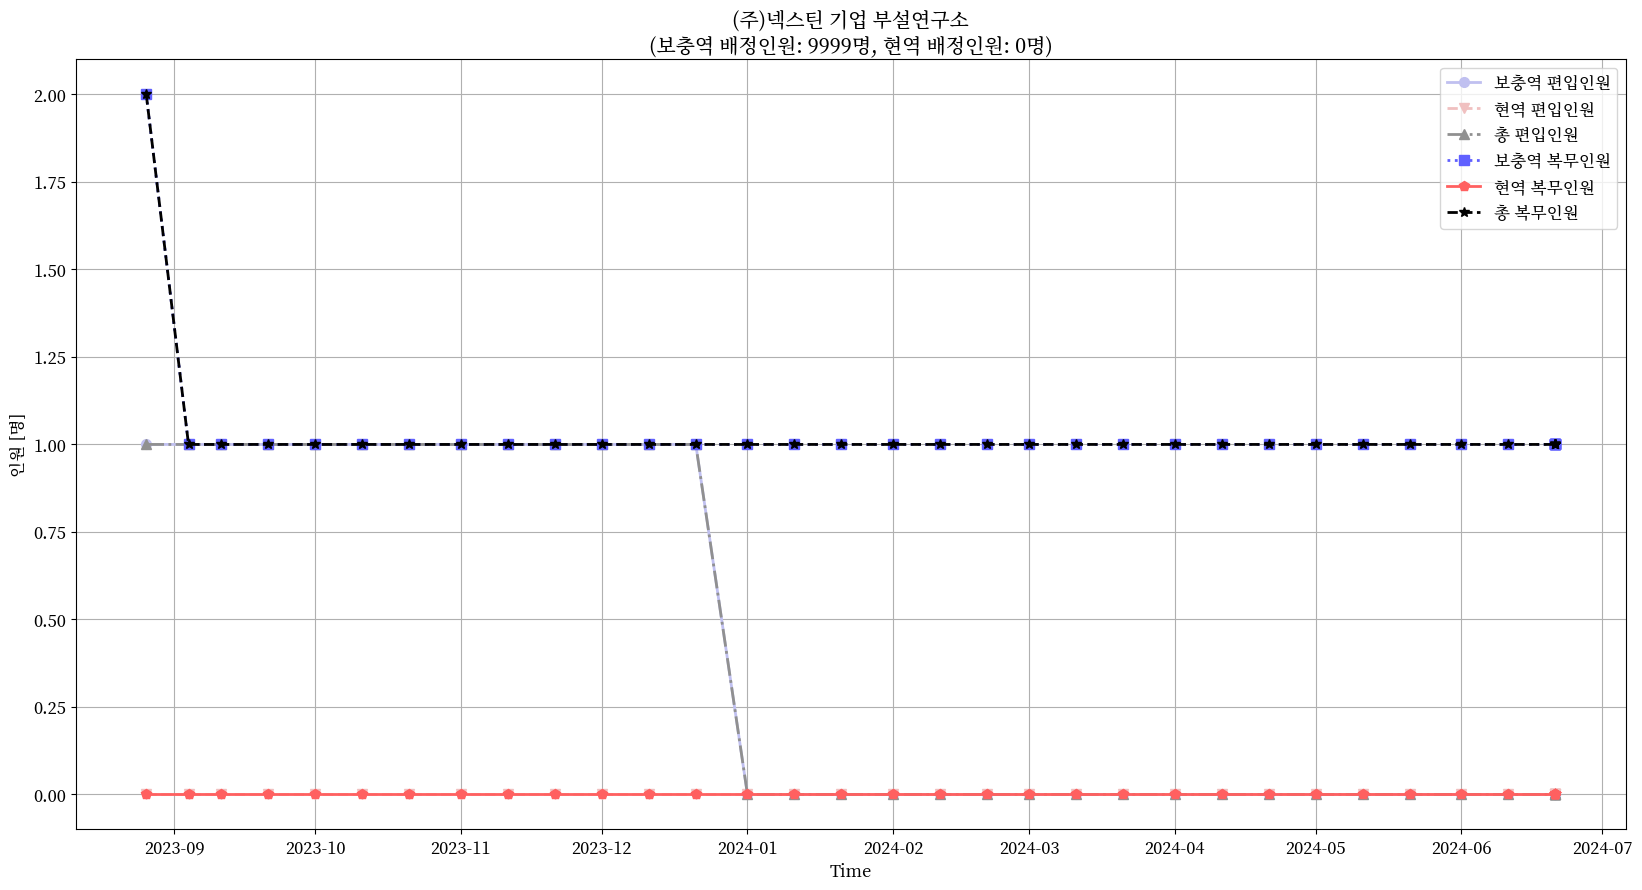 (주)넥스틴 기업 부설연구소
(보충역 배정인원: 9999명, 현역 배정인원: 0명)
보충역 편입인원
현역 편입인원
총 편입인원
보충역 복무인원
현역 복무인원
총 복무인원
2.00
1.75
1.50
1.25
1.00
0.75
0.50
0.25
0.00
인원 [명]
2023-09 2023-10 2023-11 2023-12 2024-01 2024-02 2024-03 2024-04 2024-05 2024-06 2024-07
Time